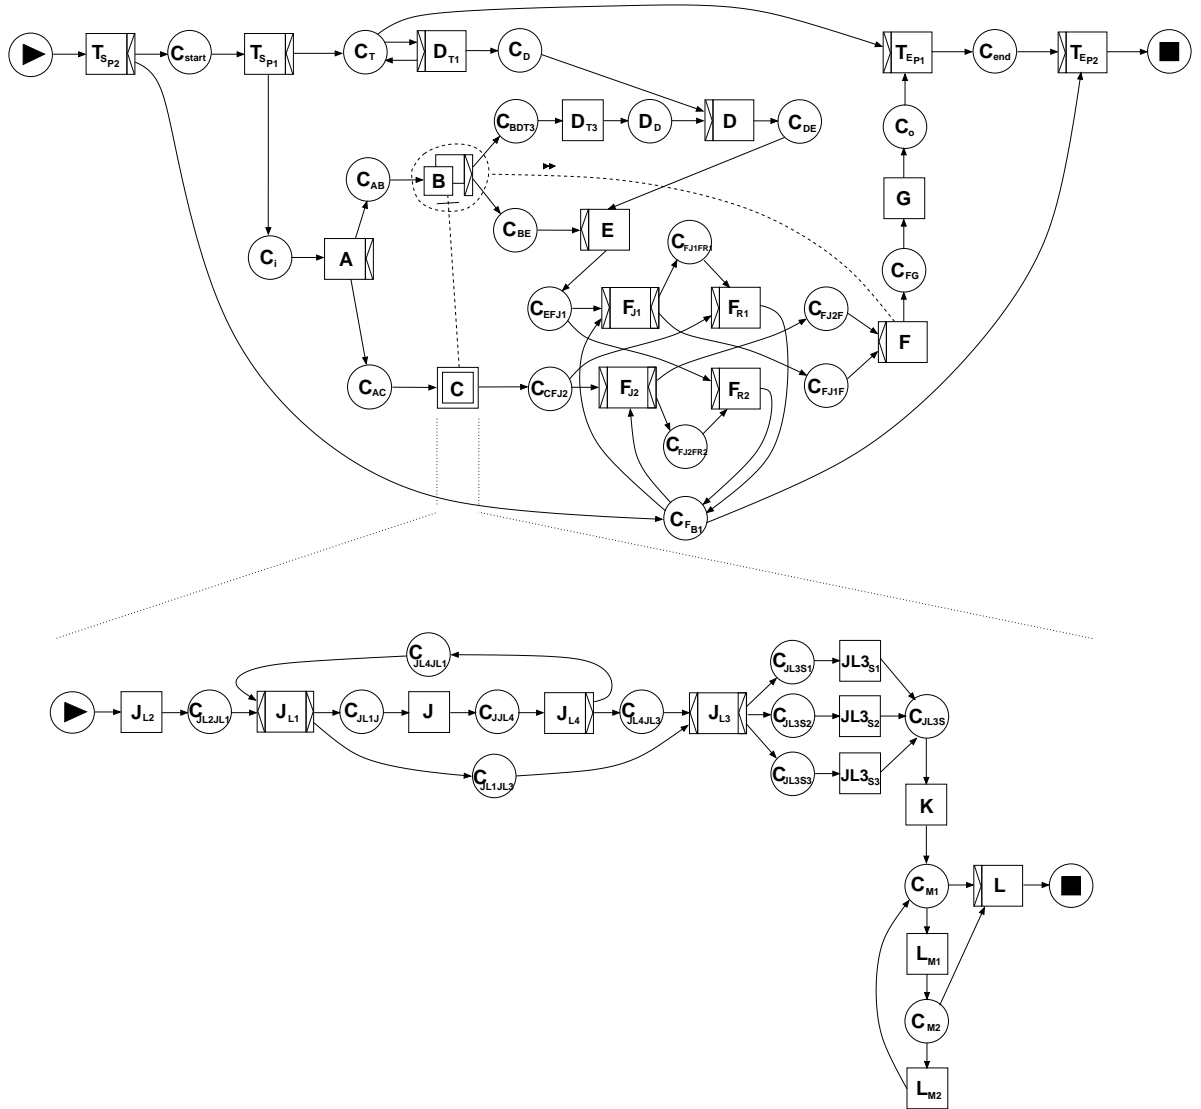 T_SP2
C_start
T_SP1
C_T
D_T1
C_D
T_EP1
C_end
T_EP2
C_BDT3
D_T3
D_D
D
C_DE
C_o
C_AB
B
G
C_i
A
C_BE
E
C_FJ1FR1
C_FG
C_EFJ1
F_J1
F_R1
C_FJ2F
F
C_AC
C
C_CFJ2
F_J2
F_R2
C_FJ1F
C_FJ2FR2
C_FB1
C_JL4JL1
C_JL3S1
JL3_S1
J_L2
C_JL2JL1
J_L1
C_JL1J
J
C_JJL4
J_L4
C_JL4JL3
J_L3
C_JL3S2
JL3_S2
C_JL3S
C_JL1JL3
C_JL3S3
JL3_S3
K
C_M1
L
L_M1
C_M2
L_M2